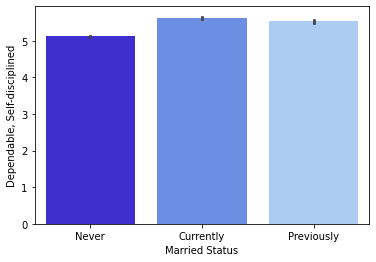 Dependable, Self-disciplined
5
4
3
2
1
0
Never Currently Previously
Married Status